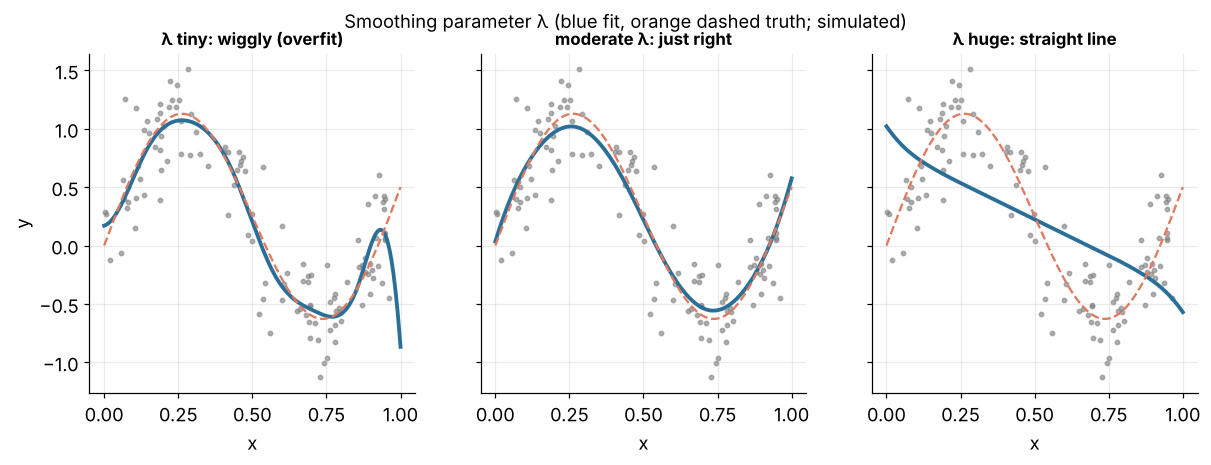 Smoothing parameter λ (blue fit, orange dashed truth; simulated)
λ tiny: wiggly (overfit)
moderate λ: just right
λ huge: straight line
y
1.5
1.0
0.5
0.0
−0.5
−1.0
0.00 0.25 0.50 0.75 1.00
0.00 0.25 0.50 0.75 1.00
0.00 0.25 0.50 0.75 1.00
x
x
x